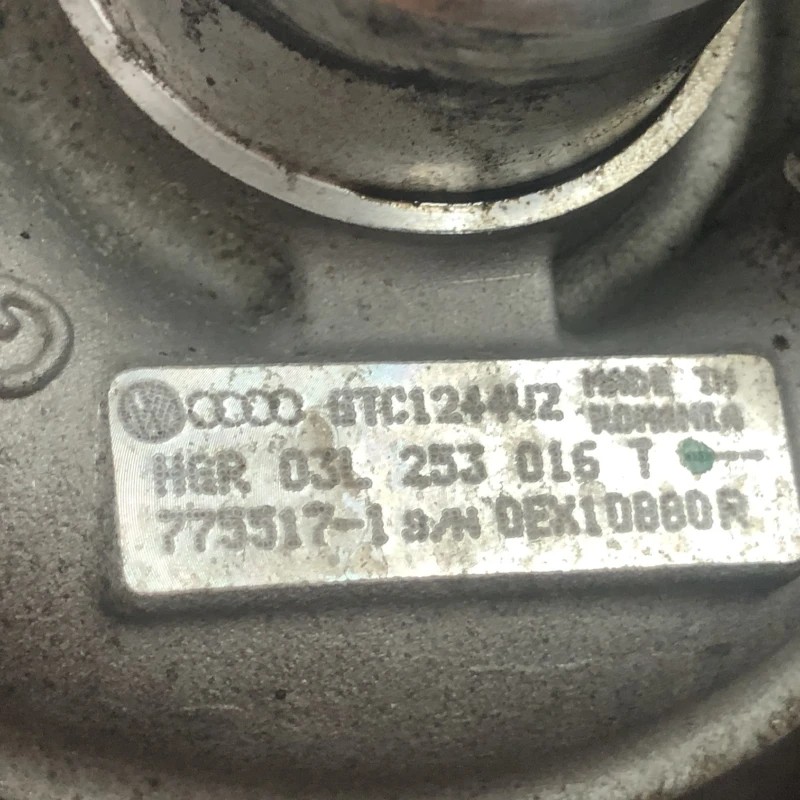 GTC1244VZ MADE IN ROMANIA
HGR 03L 253 016 T
775517-1 S/N 0EX10880R